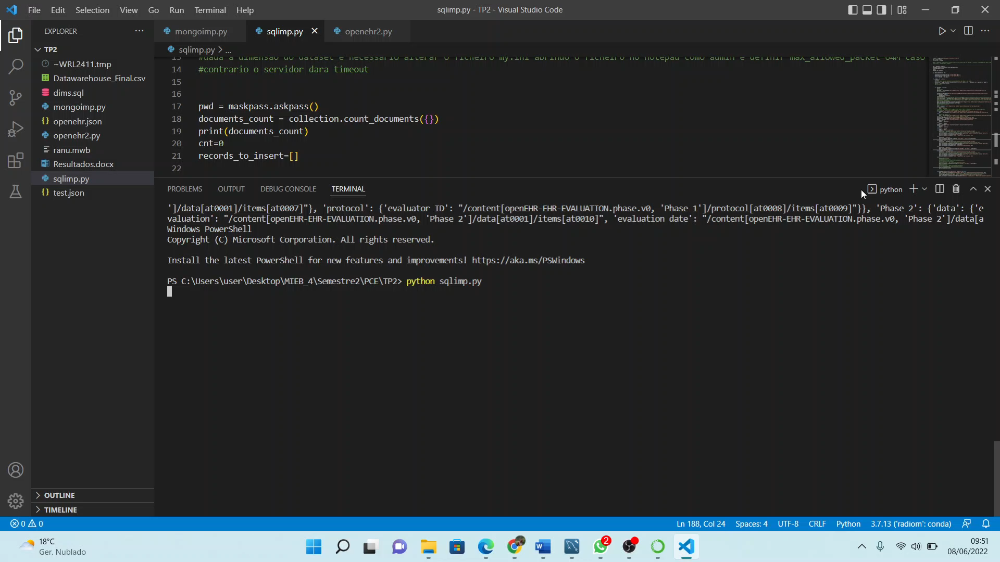 File Edit Selection View Go Run Terminal Help
sqlimp.py - TP2 - Visual Studio Code
EXPLORER
TP2
~WRL2411.tmp
Datawarehouse_Final.csv
dims.sql
mongoimp.py
openehr.json
openehr2.py
ranu.mwb
Resultados.docx
sqlimp.py
test.json
OUTLINE
TIMELINE
mongoimp.py
sqlimp.py
openehr2.py
sqlimp.py > ...
13 #dada a dimensao do dataset e necessario alterar o ficheiro my.ini abrindo o ficheiro no notepad como admin e definir max_allowed_packet=64M caso
14 #contrario o servidor dara timeout
15
16
17 pwd = maskpass.askpass()
18 documents_count = collection.count_documents({})
19 print(documents_count)
20 cnt=0
21 records_to_insert=[]
22
PROBLEMS OUTPUT DEBUG CONSOLE TERMINAL
python
']/data[at0001]/items[at0007]"}, 'protocol': {'evaluator ID': "/content[openEHR-EHR-EVALUATION.phase.v0, 'Phase 1']/protocol[at0008]/items[at0009]"}}, 'Phase 2': {'data': {'e
valuation': "/content[openEHR-EHR-EVALUATION.phase.v0, 'Phase 2']/data[at0001]/items[at0010]", 'evaluation date': "/content[openEHR-EHR-EVALUATION.phase.v0, 'Phase 2']/data[a
Windows PowerShell
Copyright (C) Microsoft Corporation. All rights reserved.
Install the latest PowerShell for new features and improvements! https://aka.ms/PSWindows
PS C:\Users\user\Desktop\MIEB_4\Semestre2\PCE\TP2> python sqlimp.py
0 0
Ln 188, Col 24 Spaces: 4 UTF-8 CRLF Python 3.7.13 ('radiom': conda)
18°C
Ger. Nublado
2
09:51
08/06/2022